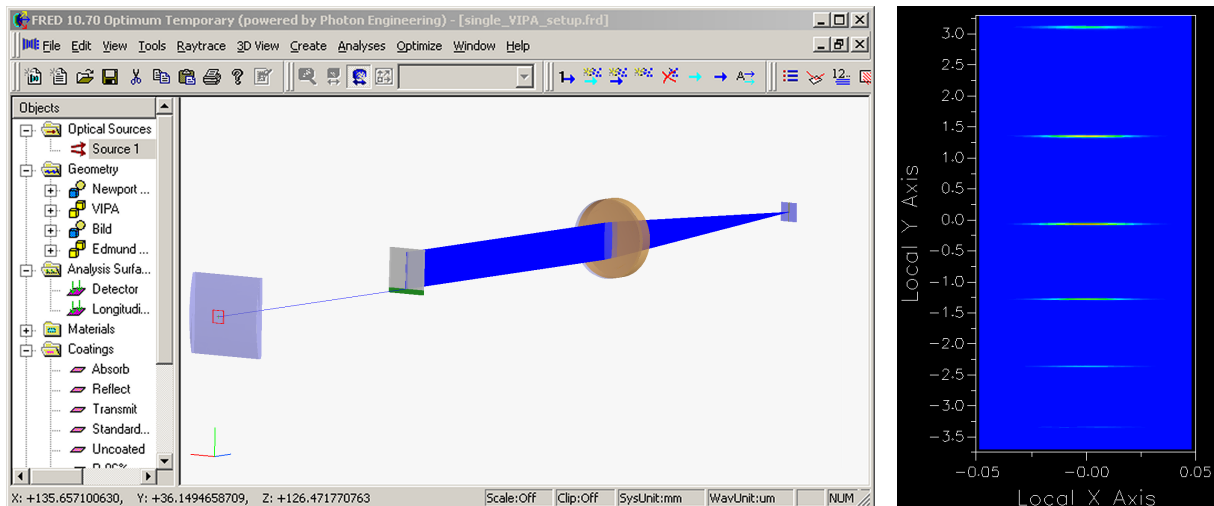 FRED 10.70 Optimum Temporary (powered by Photon Engineering) - [single_VIPA_setup.frd]
File Edit View Tools Raytrace 3D View Create Analyses Optimize Window Help
12..
Objects
Optical Sources
Source 1
Geometry
Newport ...
VIPA
Bild
Edmund ...
Analysis Surfa...
Detector
Longitudi...
Materials
Coatings
Absorb
Reflect
Transmit
Standard...
Uncoated
X: +135.657100630, Y: +36.1494658709, Z: +126.471770763
Scale:Off Clip:Off SysUnit:mm WavUnit:um NUM
3.0
2.5
2.0
1.5
1.0
0.5
0.0
−0.5
−1.0
−1.5
−2.0
−2.5
−3.0
−3.5
Local Y Axis
−0.05 −0.00 0.05
Local X Axis